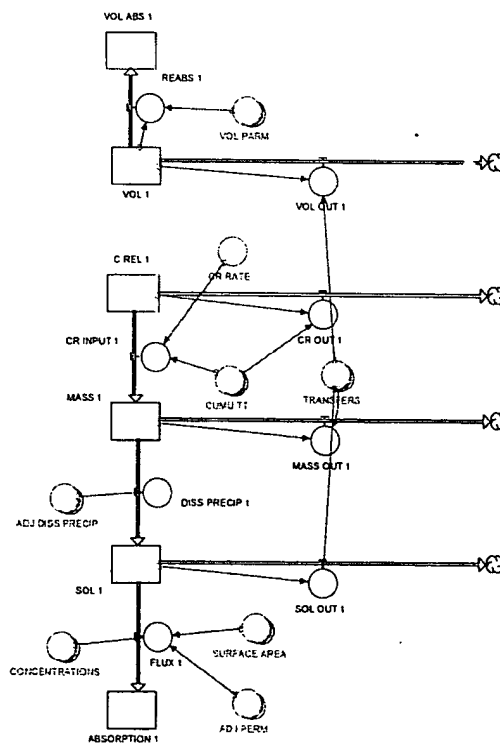 VOL ABS 1
REABS 1
VOL PARM
VOL 1
VOL OUT 1
C REL 1
CR RATE
CR INPUT 1
CR OUT 1
MASS 1
CUMU TT
TRANSFERS
MASS OUT 1
DISS PRECIP 1
ADJ DISS PRECIP
SOL 1
SOL OUT 1
SURFACE AREA
CONCENTRATIONS
FLUX 1
ADJ PERM
ABSORPTION 1